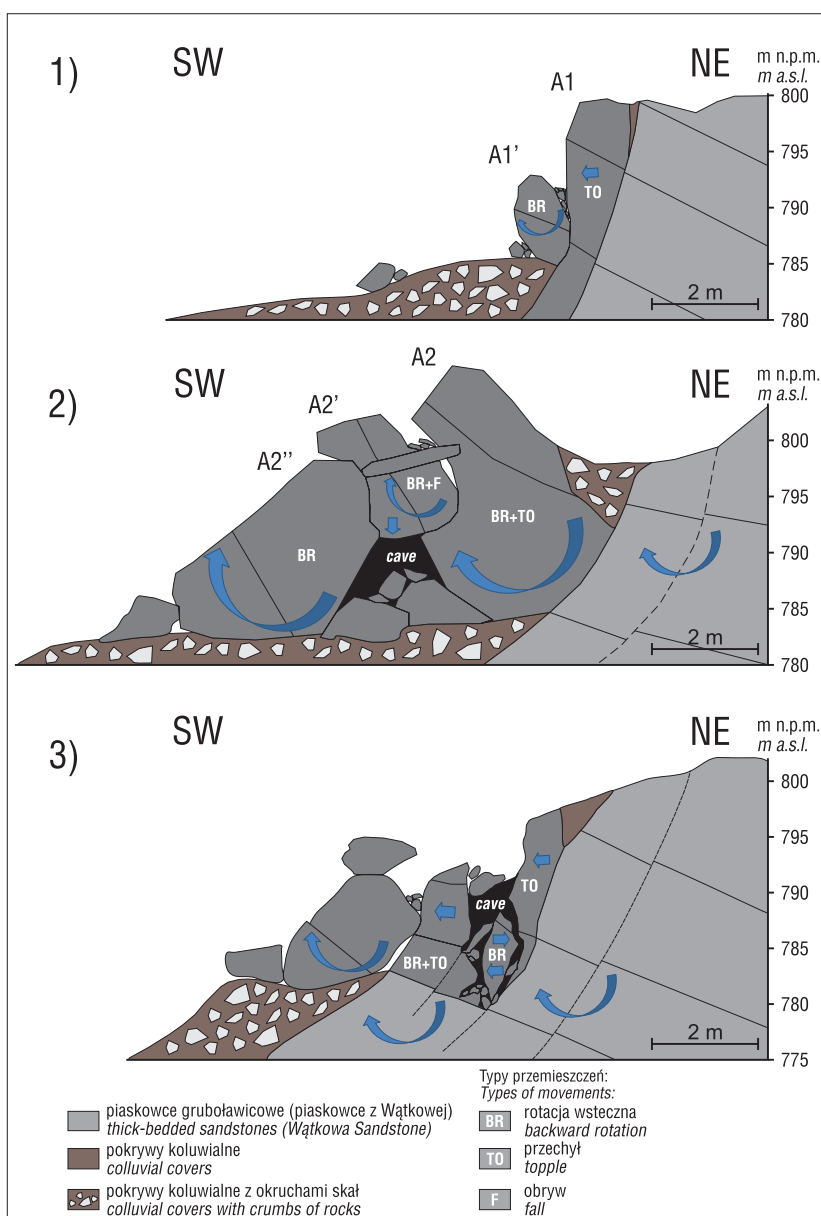 1)
SW
NE
m n.p.m.
m a.s.l.
A1
A1’
BR
TO
800
795
790
785
780
2 m
2)
SW
NE
m n.p.m.
m a.s.l.
A2
A2’
A2’’
BR
BR+F
BR+TO
cave
800
795
790
785
780
2 m
3)
SW
NE
m n.p.m.
m a.s.l.
TO
cave
BR
BR+TO
800
795
790
785
780
775
2 m
piaskowce gruboławicowe (piaskowce z Wątkowej)
thick-bedded sandstones (Wątkowa Sandstone)
pokrywy koluwialne
colluvial covers
pokrywy koluwialne z okruchami skał
colluvial covers with crumbs of rocks
Typy przemieszczeń:
Types of movements:
BR
rotacja wsteczna
backward rotation
TO
przechył
topple
F
obryw
fall